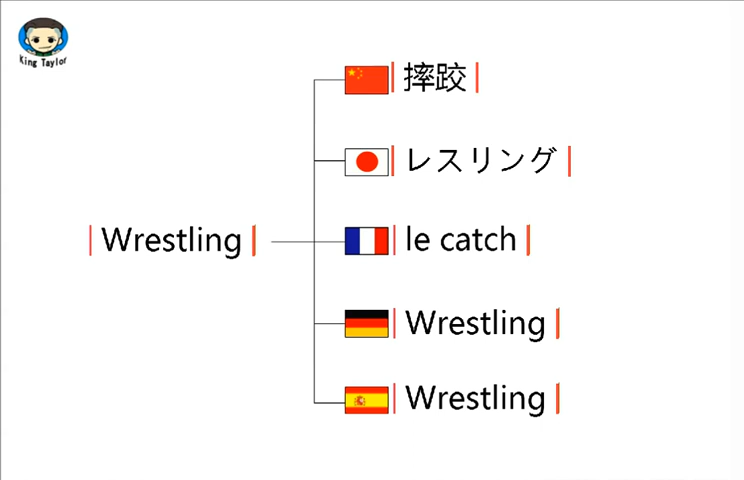 King Taylor
摔跤
レスリング
Wrestling
le catch
Wrestling
Wrestling